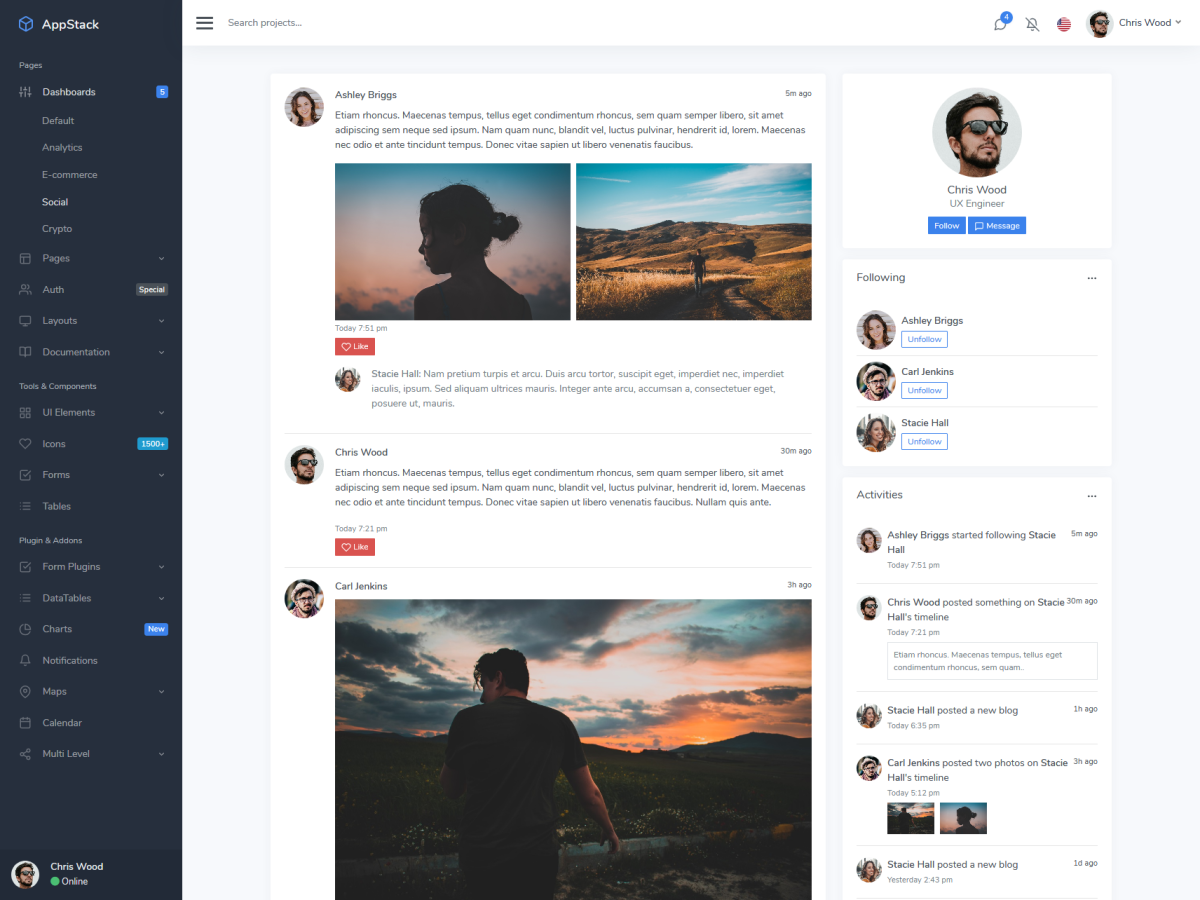 AppStack
Pages
Dashboards
5
Default
Analytics
E-commerce
Social
Crypto
Pages
Auth
Special
Layouts
Documentation
Tools & Components
UI Elements
Icons
1500+
Forms
Tables
Plugin & Addons
Form Plugins
DataTables
Charts
New
Notifications
Maps
Calendar
Multi Level
Chris Wood
Online
Search projects...
4
Chris Wood
Ashley Briggs
5m ago
Etiam rhoncus. Maecenas tempus, tellus eget condimentum rhoncus, sem quam semper libero, sit amet
adipiscing sem neque sed ipsum. Nam quam nunc, blandit vel, luctus pulvinar, hendrerit id, lorem. Maecenas
nec odio et ante tincidunt tempus. Donec vitae sapien ut libero venenatis faucibus.
Today 7:51 pm
Like
Stacie Hall: Nam pretium turpis et arcu. Duis arcu tortor, suscipit eget, imperdiet nec, imperdiet
iaculis, ipsum. Sed aliquam ultrices mauris. Integer ante arcu, accumsan a, consectetuer eget,
posuere ut, mauris.
Chris Wood
30m ago
Etiam rhoncus. Maecenas tempus, tellus eget condimentum rhoncus, sem quam semper libero, sit amet
adipiscing sem neque sed ipsum. Nam quam nunc, blandit vel, luctus pulvinar, hendrerit id, lorem. Maecenas
nec odio et ante tincidunt tempus. Donec vitae sapien ut libero venenatis faucibus. Nullam quis ante.
Today 7:21 pm
Like
Carl Jenkins
3h ago
Chris Wood
UX Engineer
Follow
Message
Following
Ashley Briggs
Unfollow
Carl Jenkins
Unfollow
Stacie Hall
Unfollow
Activities
Ashley Briggs started following Stacie
5m ago
Hall
Today 7:51 pm
Chris Wood posted something on Stacie
30m ago
Hall's timeline
Today 7:21 pm
Etiam rhoncus. Maecenas tempus, tellus eget
condimentum rhoncus, sem quam..
Stacie Hall posted a new blog
1h ago
Today 6:35 pm
Carl Jenkins posted two photos on Stacie
3h ago
Hall's timeline
Today 5:12 pm
Stacie Hall posted a new blog
1d ago
Yesterday 2:43 pm